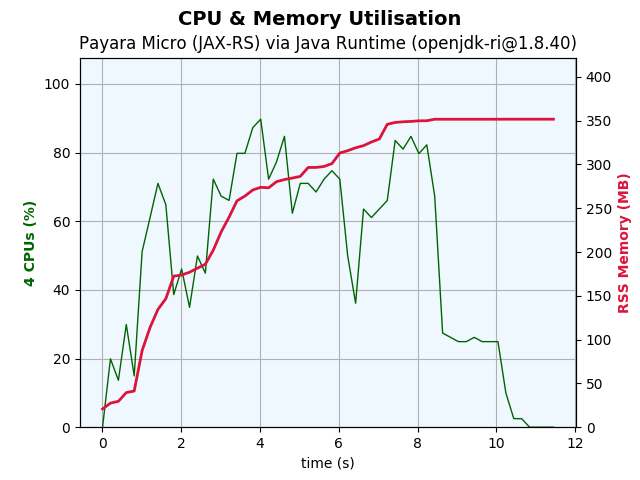 CPU & Memory Utilisation
Payara Micro (JAX-RS) via Java Runtime (openjdk-ri@1.8.40)
4 CPUs (%)
100
80
60
40
20
0
0 2 4 6 8 10 12
time (s)
400
350
300
250
200
150
100
50
0
RSS Memory (MB)